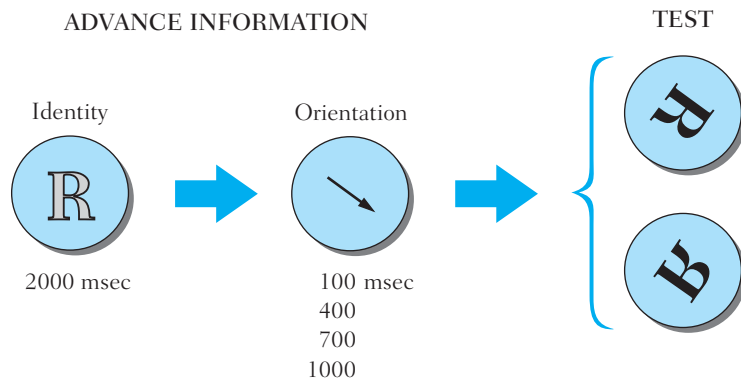 ADVANCE INFORMATION
TEST
Identity
Orientation
R
2000 msec
100 msec
400
700
1000
R
R